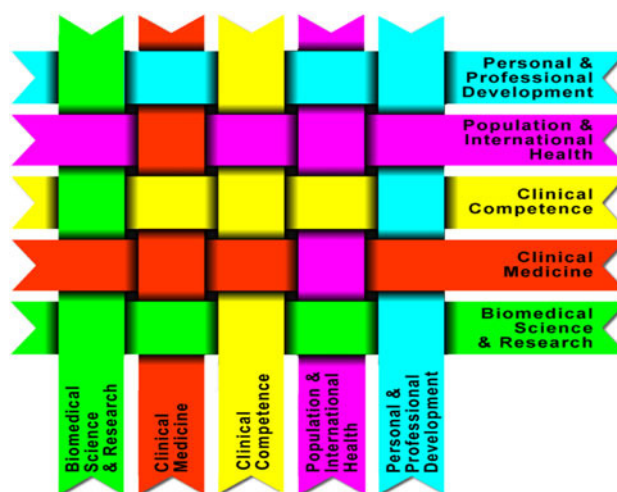 Personal &
Professional
Development
Population &
International
Health
Clinical
Competence
Clinical
Medicine
Biomedical
Science
& Research
Biomedical
Science
& Research
Clinical
Medicine
Clinical
Competence
Population &
International
Health
Personal &
Professional
Development